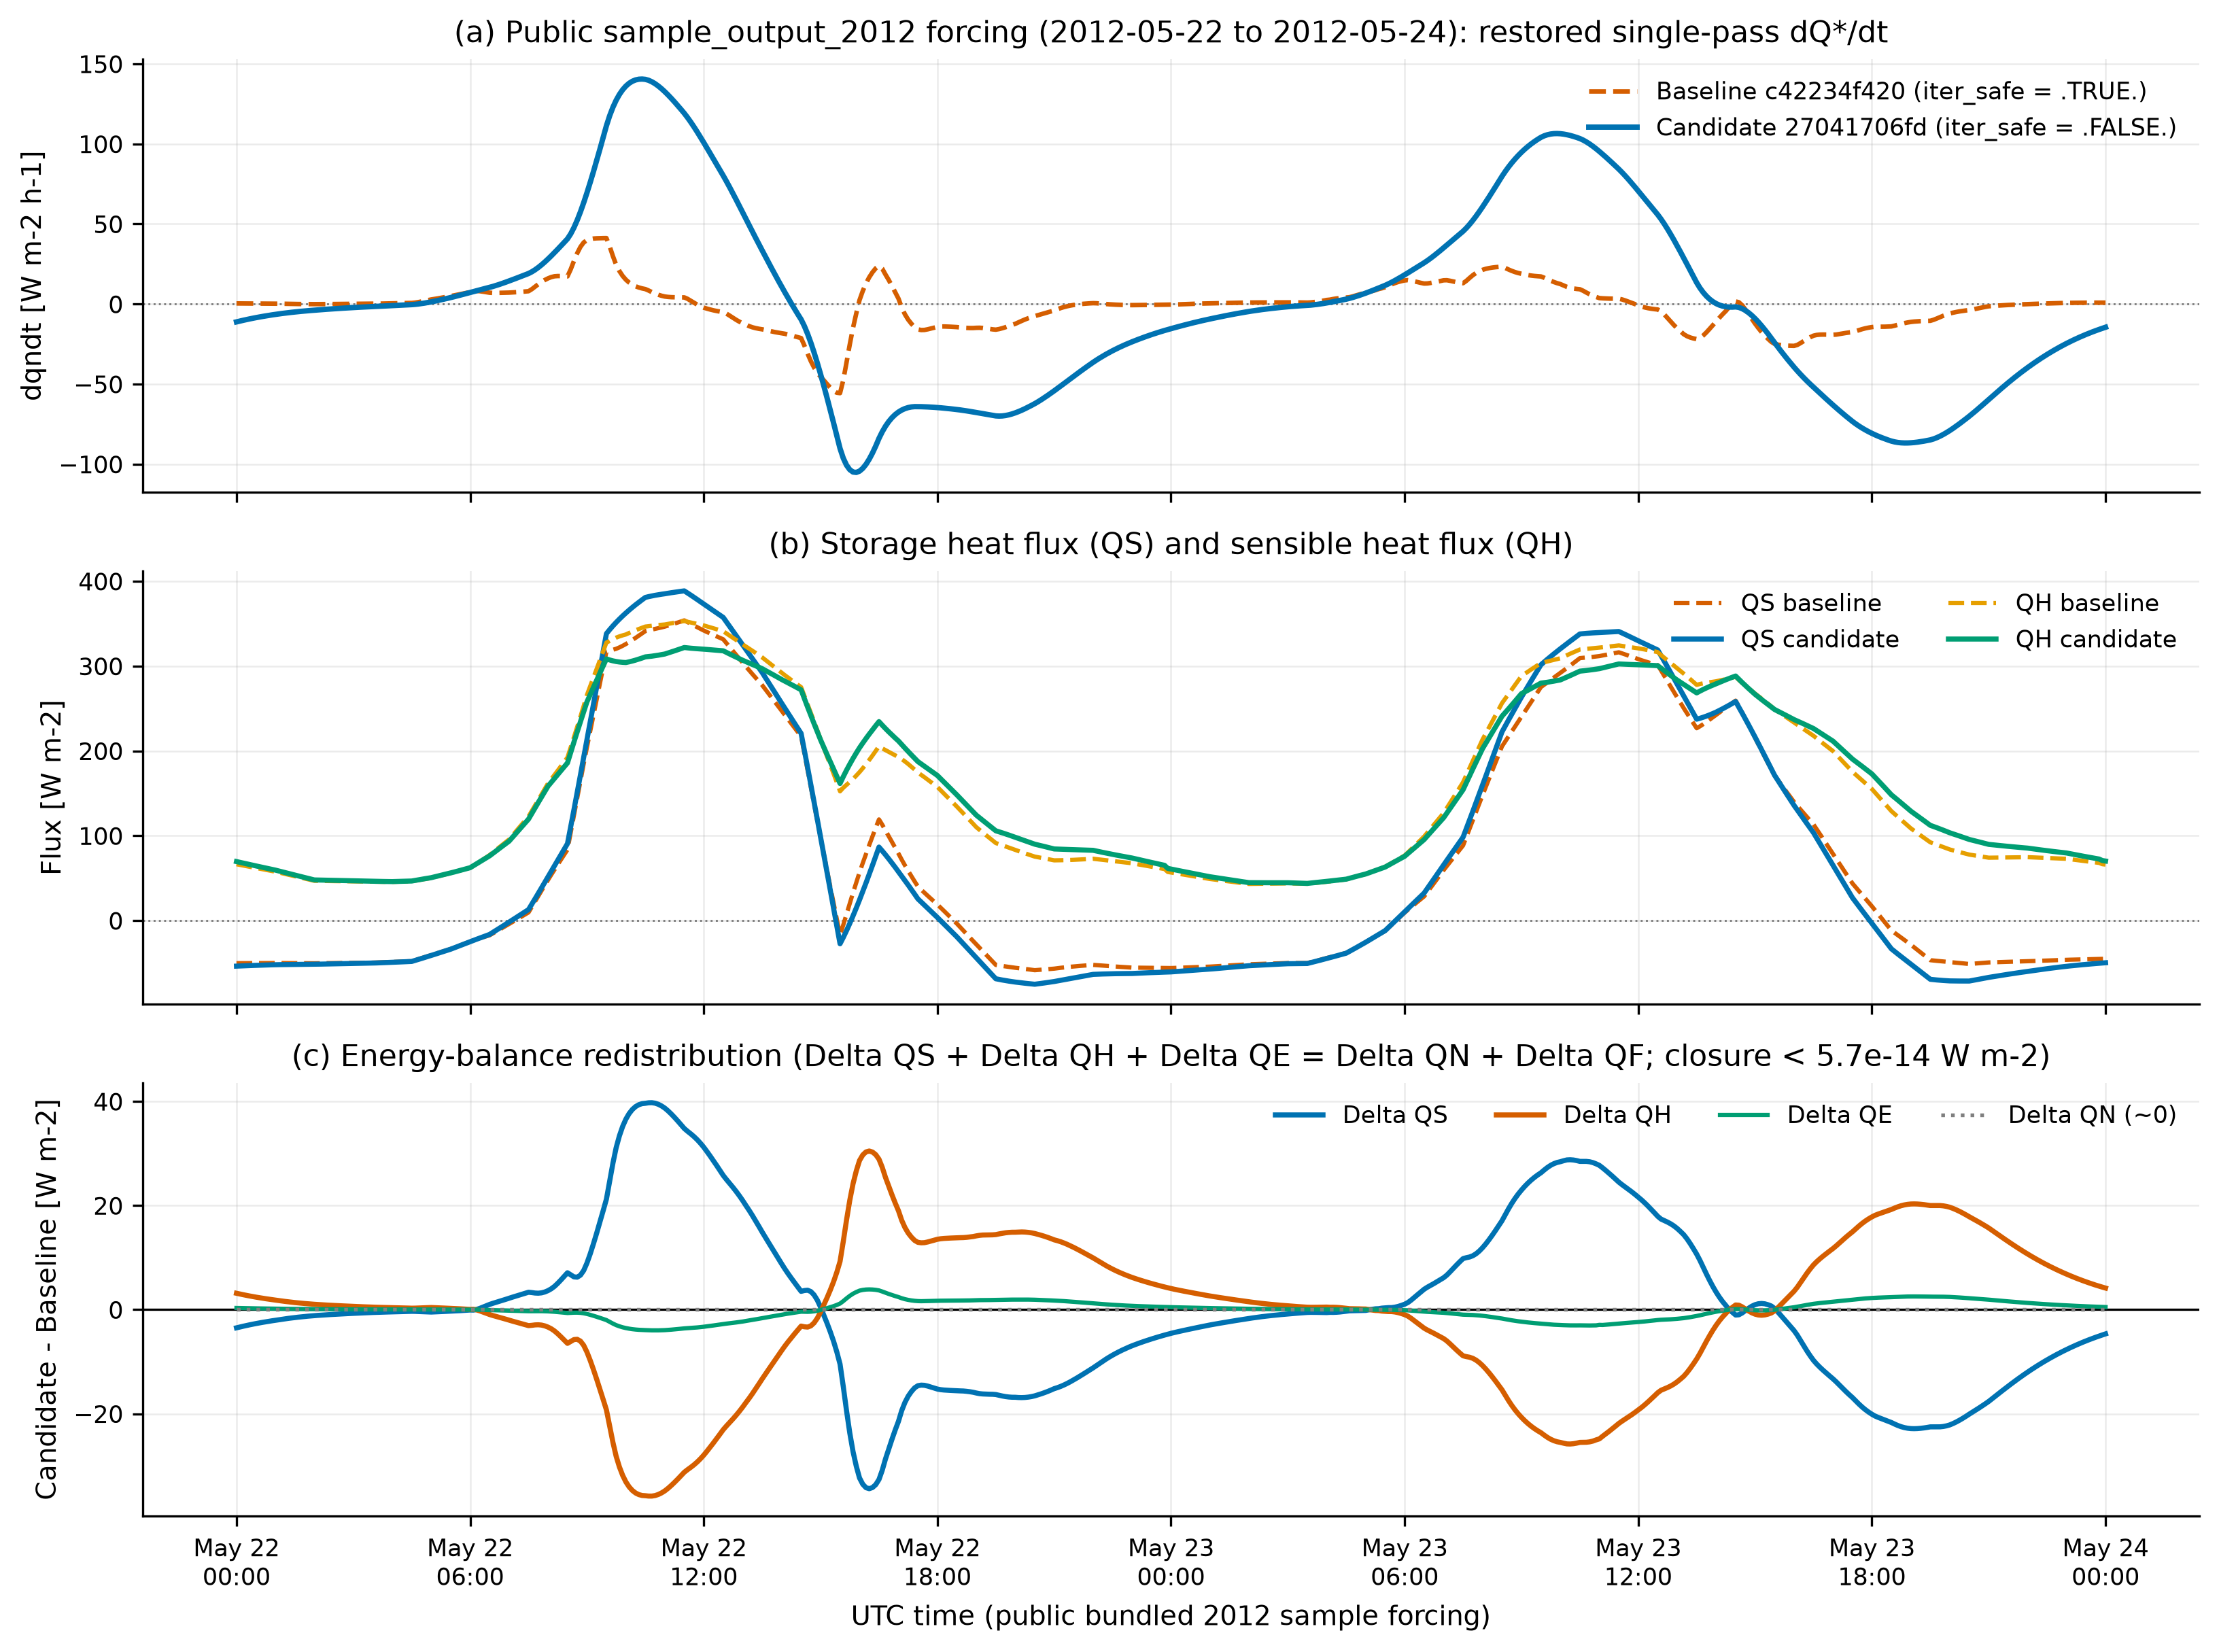 (a) Public sample_output_2012 forcing (2012-05-22 to 2012-05-24): restored single-pass dQ*/dt
dqndt [W m-2 h-1]
150
100
50
0
−50
−100
Baseline c42234f420 (iter_safe = .TRUE.)
Candidate 27041706fd (iter_safe = .FALSE.)
(b) Storage heat flux (QS) and sensible heat flux (QH)
Flux [W m-2]
400
300
200
100
0
QS baseline
QS candidate
QH baseline
QH candidate
(c) Energy-balance redistribution (Delta QS + Delta QH + Delta QE = Delta QN + Delta QF; closure < 5.7e-14 W m-2)
Candidate - Baseline [W m-2]
40
20
0
−20
Delta QS
Delta QH
Delta QE
Delta QN (~0)
May 22
00:00
May 22
06:00
May 22
12:00
May 22
18:00
May 23
00:00
May 23
06:00
May 23
12:00
May 23
18:00
May 24
00:00
UTC time (public bundled 2012 sample forcing)